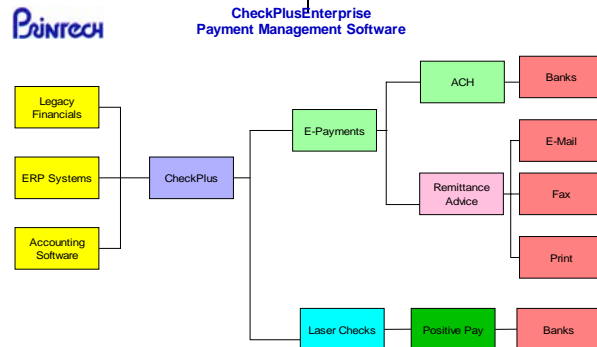 Printech
CheckPlusEnterprise
Payment Management Software
ACH
Banks
Legacy
Financials
E-Payments
E-Mail
ERP Systems
CheckPlus
Remittance
Advice
Fax
Accounting
Software
Print
Laser Checks
Positive Pay
Banks